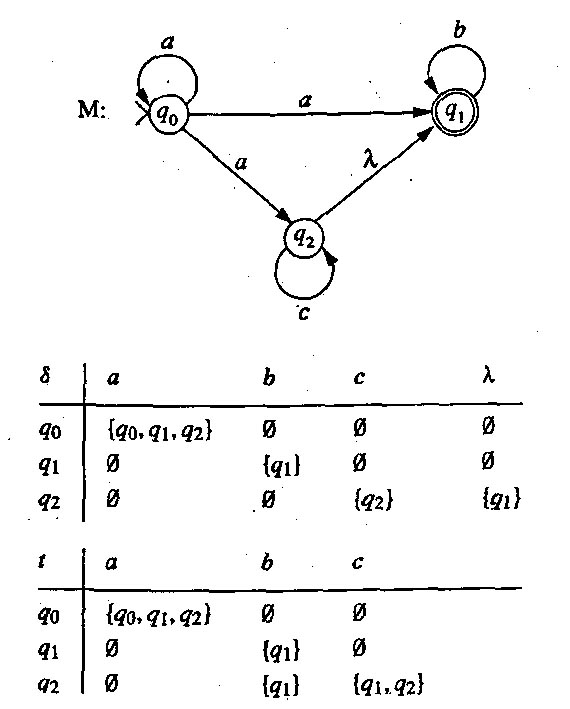 a
b
M:
q0
a
q1
a
λ
q2
c
δ a b c λ
q0 {q0, q1, q2} ∅ ∅ ∅
q1 ∅ {q1} ∅ ∅
q2 ∅ ∅ {q2} {q1}
t a b c
q0 {q0, q1, q2} ∅ ∅
q1 ∅ {q1} ∅
q2 ∅ {q1} {q1, q2}